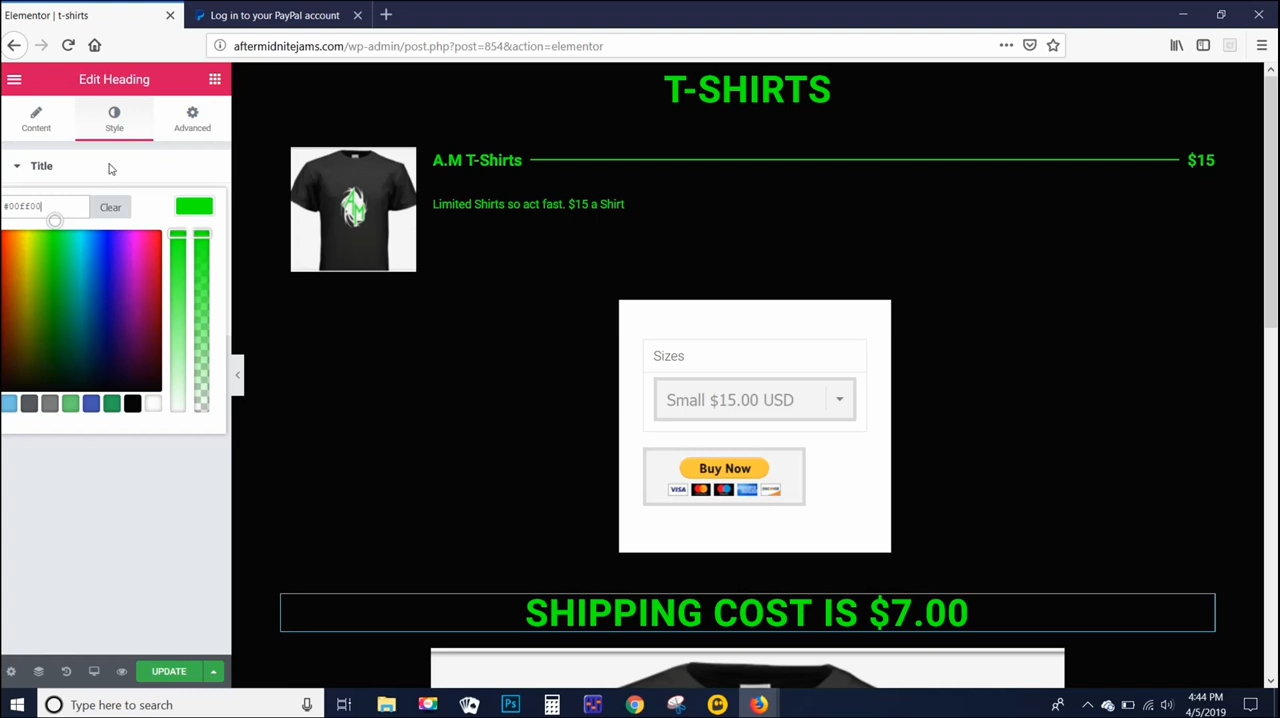 Elementor | t-shirts
Log in to your PayPal account
aftermidnitejams.com/wp-admin/post.php?post=854&action=elementor
Edit Heading
Content
Style
Advanced
Title
#00ff00
Clear
UPDATE
T-SHIRTS
A.M T-Shirts
$15
Limited Shirts so act fast. $15 a Shirt
AM
Sizes
Small $15.00 USD
Buy Now
VISA
SHIPPING COST IS $7.00
Type here to search
Ps
4:44 PM
4/5/2019